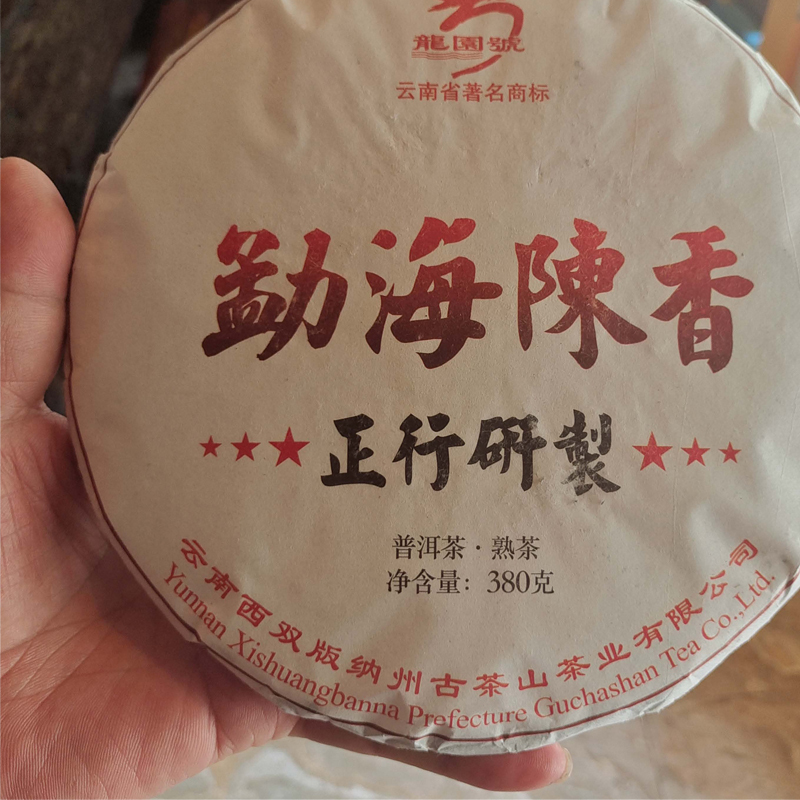 龍園號
云南省著名商标
勐海陳香
★★★正行研製★★★
普洱茶·熟茶
净含量：380克
云南西双版纳州古茶山茶业有限公司
Yunnan Xishuangbanna Prefecture Guchashan Tea Co.,Ltd.